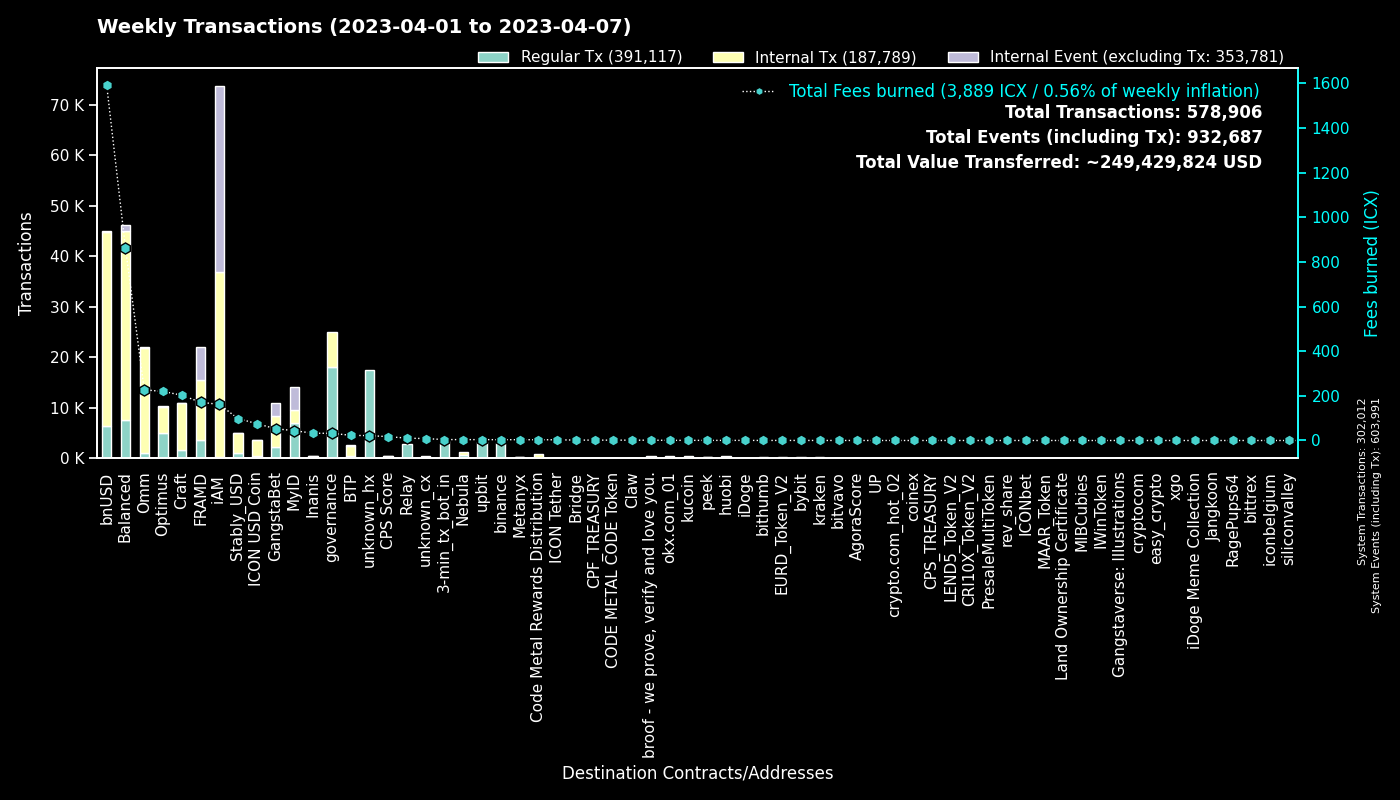 Weekly Transactions (2023-04-01 to 2023-04-07)
Regular Tx (391,117)
Internal Tx (187,789)
Internal Event (excluding Tx: 353,781)
Total Fees burned (3,889 ICX / 0.56% of weekly inflation)
Total Transactions: 578,906
Total Events (including Tx): 932,687
Total Value Transferred: ~249,429,824 USD
Transactions
70 K
60 K
50 K
40 K
30 K
20 K
10 K
0 K
1600
1400
1200
1000
800
600
400
200
0
Fees burned (ICX)
System Transactions: 302,012
System Events (including Tx): 603,991
bnUSD
Balanced
Omm
Optimus
Craft
FRAMD
iAM
Stably_USD
ICON USD Coin
GangstaBet
MyID
Inanis
governance
BTP
unknown_hx
CPS Score
Relay
unknown_cx
3-min_tx_bot_in
Nebula
upbit
binance
Metanyx
Code Metal Rewards Distribution
ICON Tether
Bridge
CPF_TREASURY
CODE METAL CODE Token
Claw
broof - we prove, verify and love you.
okx.com_01
kucoin
peek
huobi
iDoge
bithumb
EURD_Token_V2
bybit
kraken
bitvavo
AgoraScore
UP
crypto.com_hot_02
coinex
CPS_TREASURY
LEND5_Token_V2
CRI10X_Token_V2
PresaleMultiToken
rev_share
ICONbet
MAAR_Token
Land Ownership Certificate
MIBCubies
IWinToken
Gangstaverse: Illustrations
cryptocom
easy_crypto
xgo
iDoge Meme Collection
Jangkoon
RagePups64
bittrex
iconbelgium
siliconvalley
Destination Contracts/Addresses